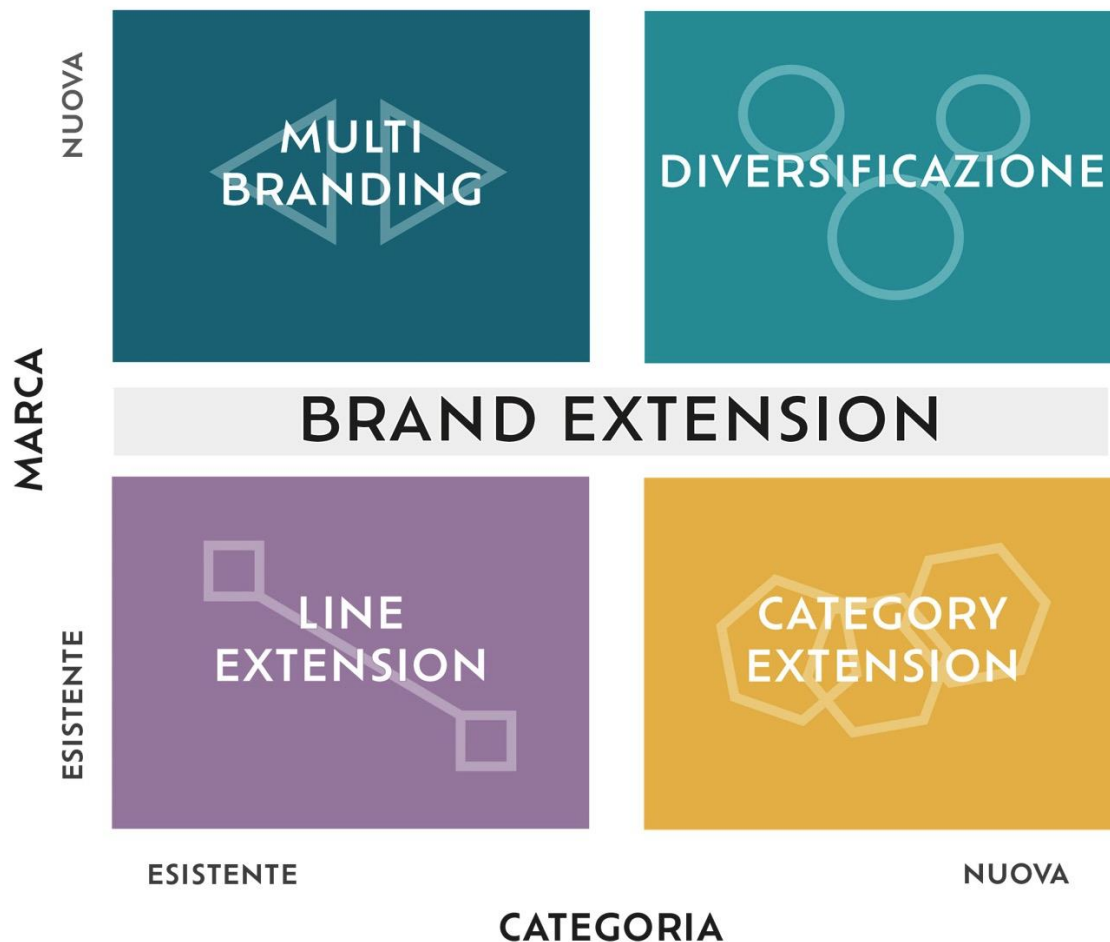 NUOVA
MULTI
BRANDING
DIVERSIFICAZIONE
MARCA
BRAND EXTENSION
ESISTENTE
LINE
EXTENSION
CATEGORY
EXTENSION
ESISTENTE
NUOVA
CATEGORIA